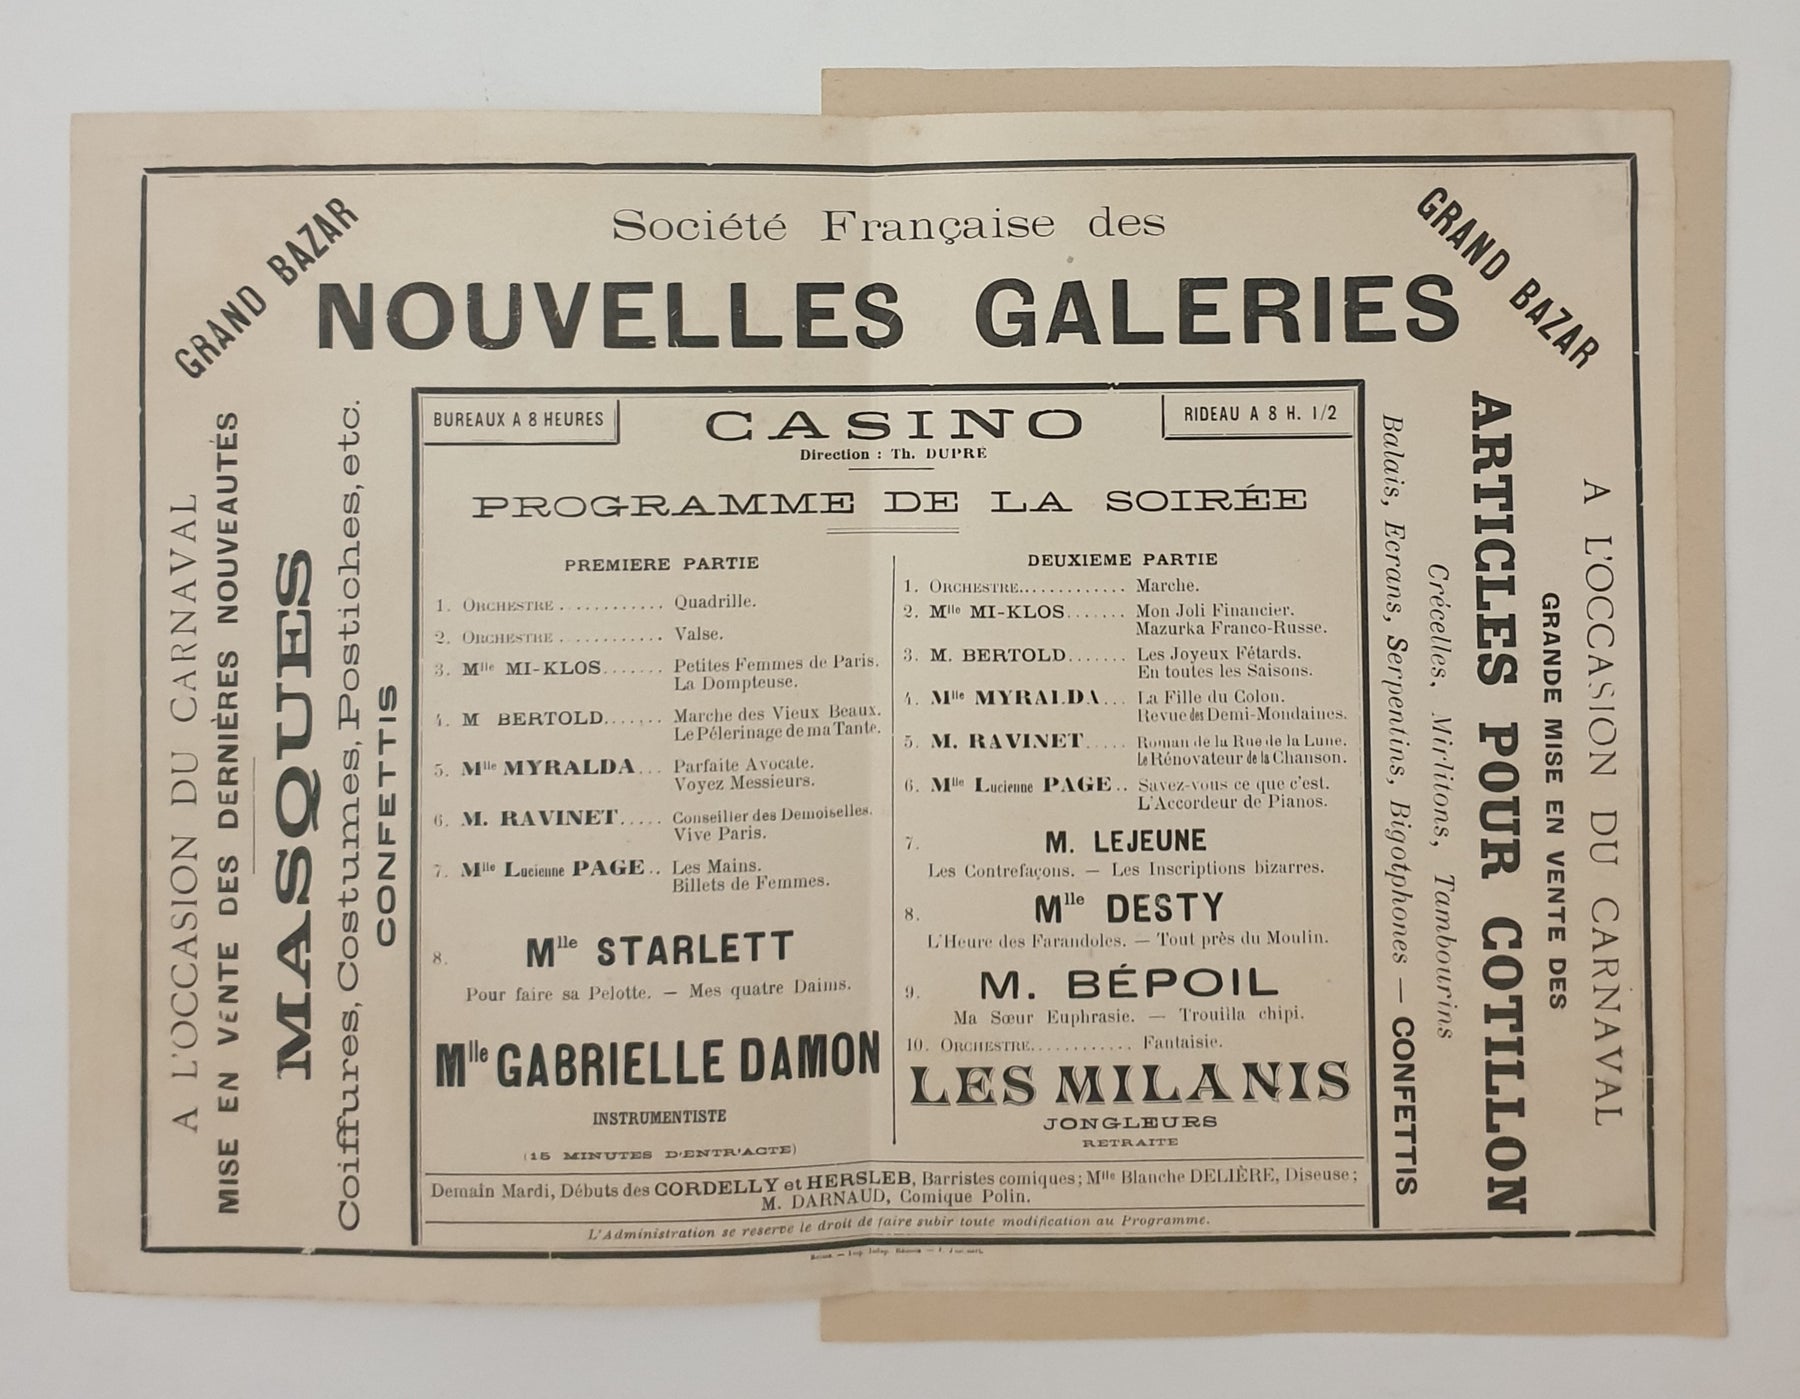 GRAND BAZAR
Société Française des
GRAND BAZAR
NOUVELLES GALERIES
A L'OCCASION DU CARNAVAL
MISE EN VENTE DES DERNIÈRES NOUVEAUTÉS
MASQUES
Coiffures, Costumes, Postiches, etc.
CONFETTIS
BUREAUX A 8 HEURES
CASINO
RIDEAU A 8 H. 1/2
Direction : Th. DUPRÉ
PROGRAMME DE LA SOIRÉE
PREMIERE PARTIE
1. ORCHESTRE ............ Quadrille.
2. ORCHESTRE ............ Valse.
3. Mlle MI-KLOS....... Petites Femmes de Paris.
La Dompteuse.
4. M BERTOLD....... Marche des Vieux Beaux.
Le Pélerinage de ma Tante.
5. Mlle MYRALDA... Parfaite Avocate.
Voyez Messieurs.
6. M. RAVINET..... Conseiller des Demoiselles.
Vive Paris.
7. Mlle Lucienne PAGE.. Les Mains.
Billets de Femmes.
8. Mlle STARLETT
Pour faire sa Pelotte. — Mes quatre Daims.
Mlle GABRIELLE DAMON
INSTRUMENTISTE
(15 MINUTES D'ENTR'ACTE)
DEUXIEME PARTIE
1. ORCHESTRE............ Marche.
2. Mlle MI-KLOS....... Mon Joli Financier.
Mazurka Franco-Russe.
3. M. BERTOLD....... Les Joyeux Fétards.
En toutes les Saisons.
4. Mlle MYRALDA... La Fille du Colon.
Revue des Demi-Mondaines.
5. M. RAVINET..... Roman de la Rue de la Lune.
Le Rénovateur de la Chanson.
6. Mlle Lucienne PAGE.. Savez-vous ce que c'est.
L'Accordeur de Pianos.
7. M. LEJEUNE
Les Contrefaçons. — Les Inscriptions bizarres.
8. Mlle DESTY
L'Heure des Farandoles. — Tout près du Moulin.
9. M. BÉPOIL
Ma Sœur Euphrasie. — Trouilla chipi.
10. ORCHESTRE............ Fantaisie.
LES MILANIS
JONGLEURS
RETRAITE
Demain Mardi, Débuts des CORDELLY et HERSLEB, Barristes comiques; Mlle Blanche DELIÈRE, Diseuse;
M. DARNAUD, Comique Polin.
L'Administration se reserve le droit de faire subir toute modification au Programme.
A L'OCCASION DU CARNAVAL
GRANDE MISE EN VENTE DES
ARTICLES POUR COTILLON
Crécelles, Mirlitons, Tambourins
Balais, Ecrans, Serpentins, Bigotphones — CONFETTIS